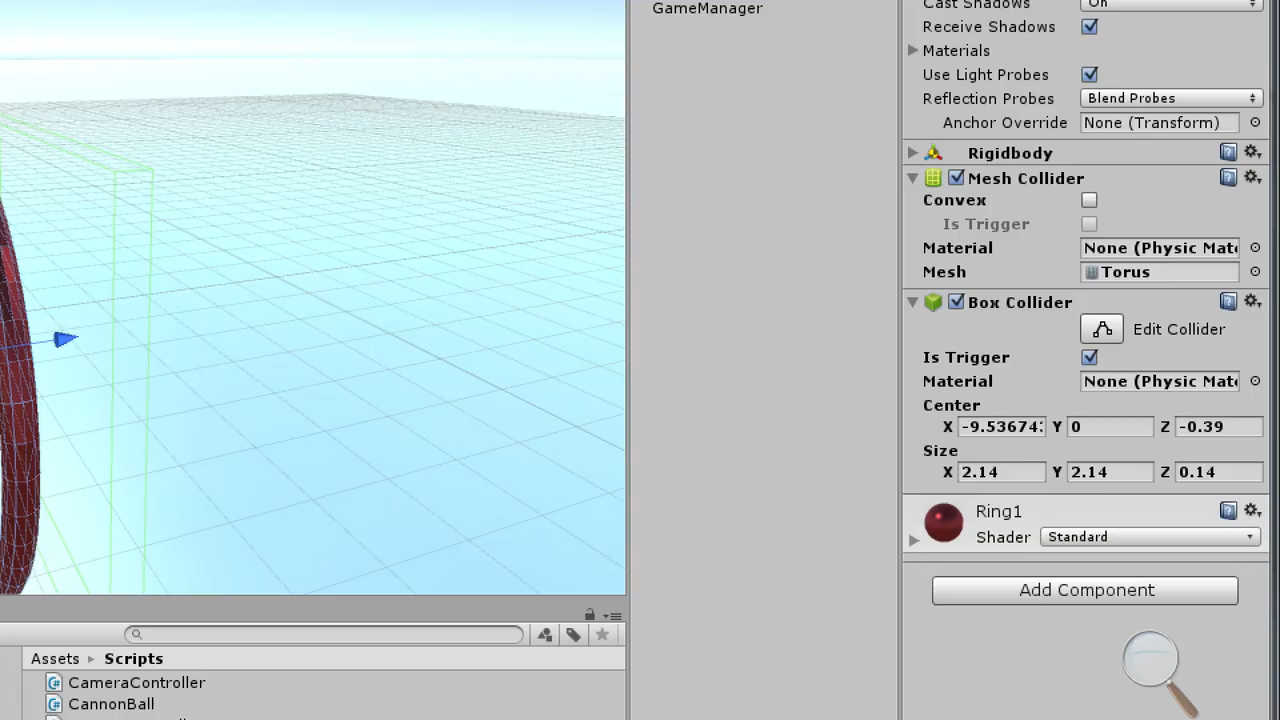 GameManager
Cast Shadows On
Receive Shadows
Materials
Use Light Probes
Reflection Probes Blend Probes
Anchor Override None (Transform)
Rigidbody
Mesh Collider
Convex
Is Trigger
Material None (Physic Mat
Mesh Torus
Box Collider
Edit Collider
Is Trigger
Material None (Physic Mat
Center
X -9.53674 Y 0 Z -0.39
Size
X 2.14 Y 2.14 Z 0.14
Ring1
Shader Standard
Add Component
Assets Scripts
CameraController
CannonBall